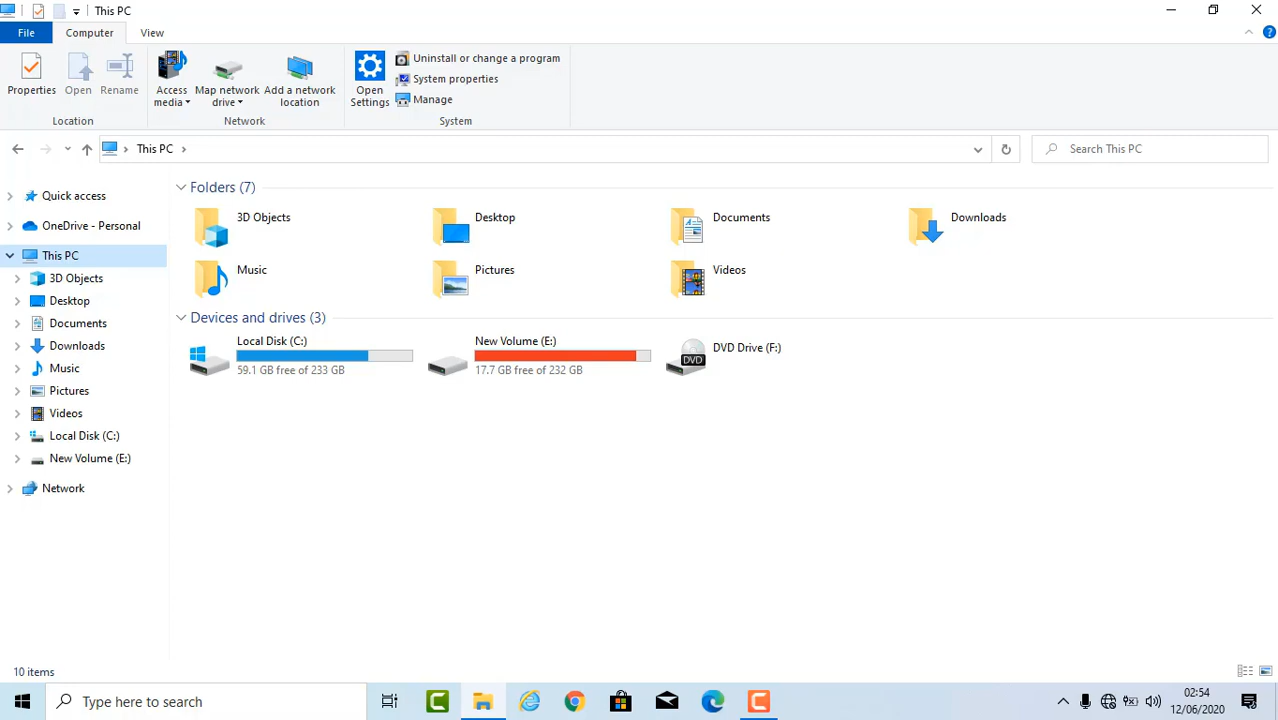 This PC
File
Computer
View
Properties
Open
Rename
Access
media
Map network
drive
Add a network
location
Open
Settings
Uninstall or change a program
System properties
Manage
Location
Network
System
This PC
Search This PC
Quick access
OneDrive - Personal
This PC
3D Objects
Desktop
Documents
Downloads
Music
Pictures
Videos
Local Disk (C:)
New Volume (E:)
Network
Folders (7)
3D Objects
Desktop
Documents
Downloads
Music
Pictures
Videos
Devices and drives (3)
Local Disk (C:)
59.1 GB free of 233 GB
New Volume (E:)
17.7 GB free of 232 GB
DVD
DVD Drive (F:)
10 items
Type here to search
02:54
12/06/2020